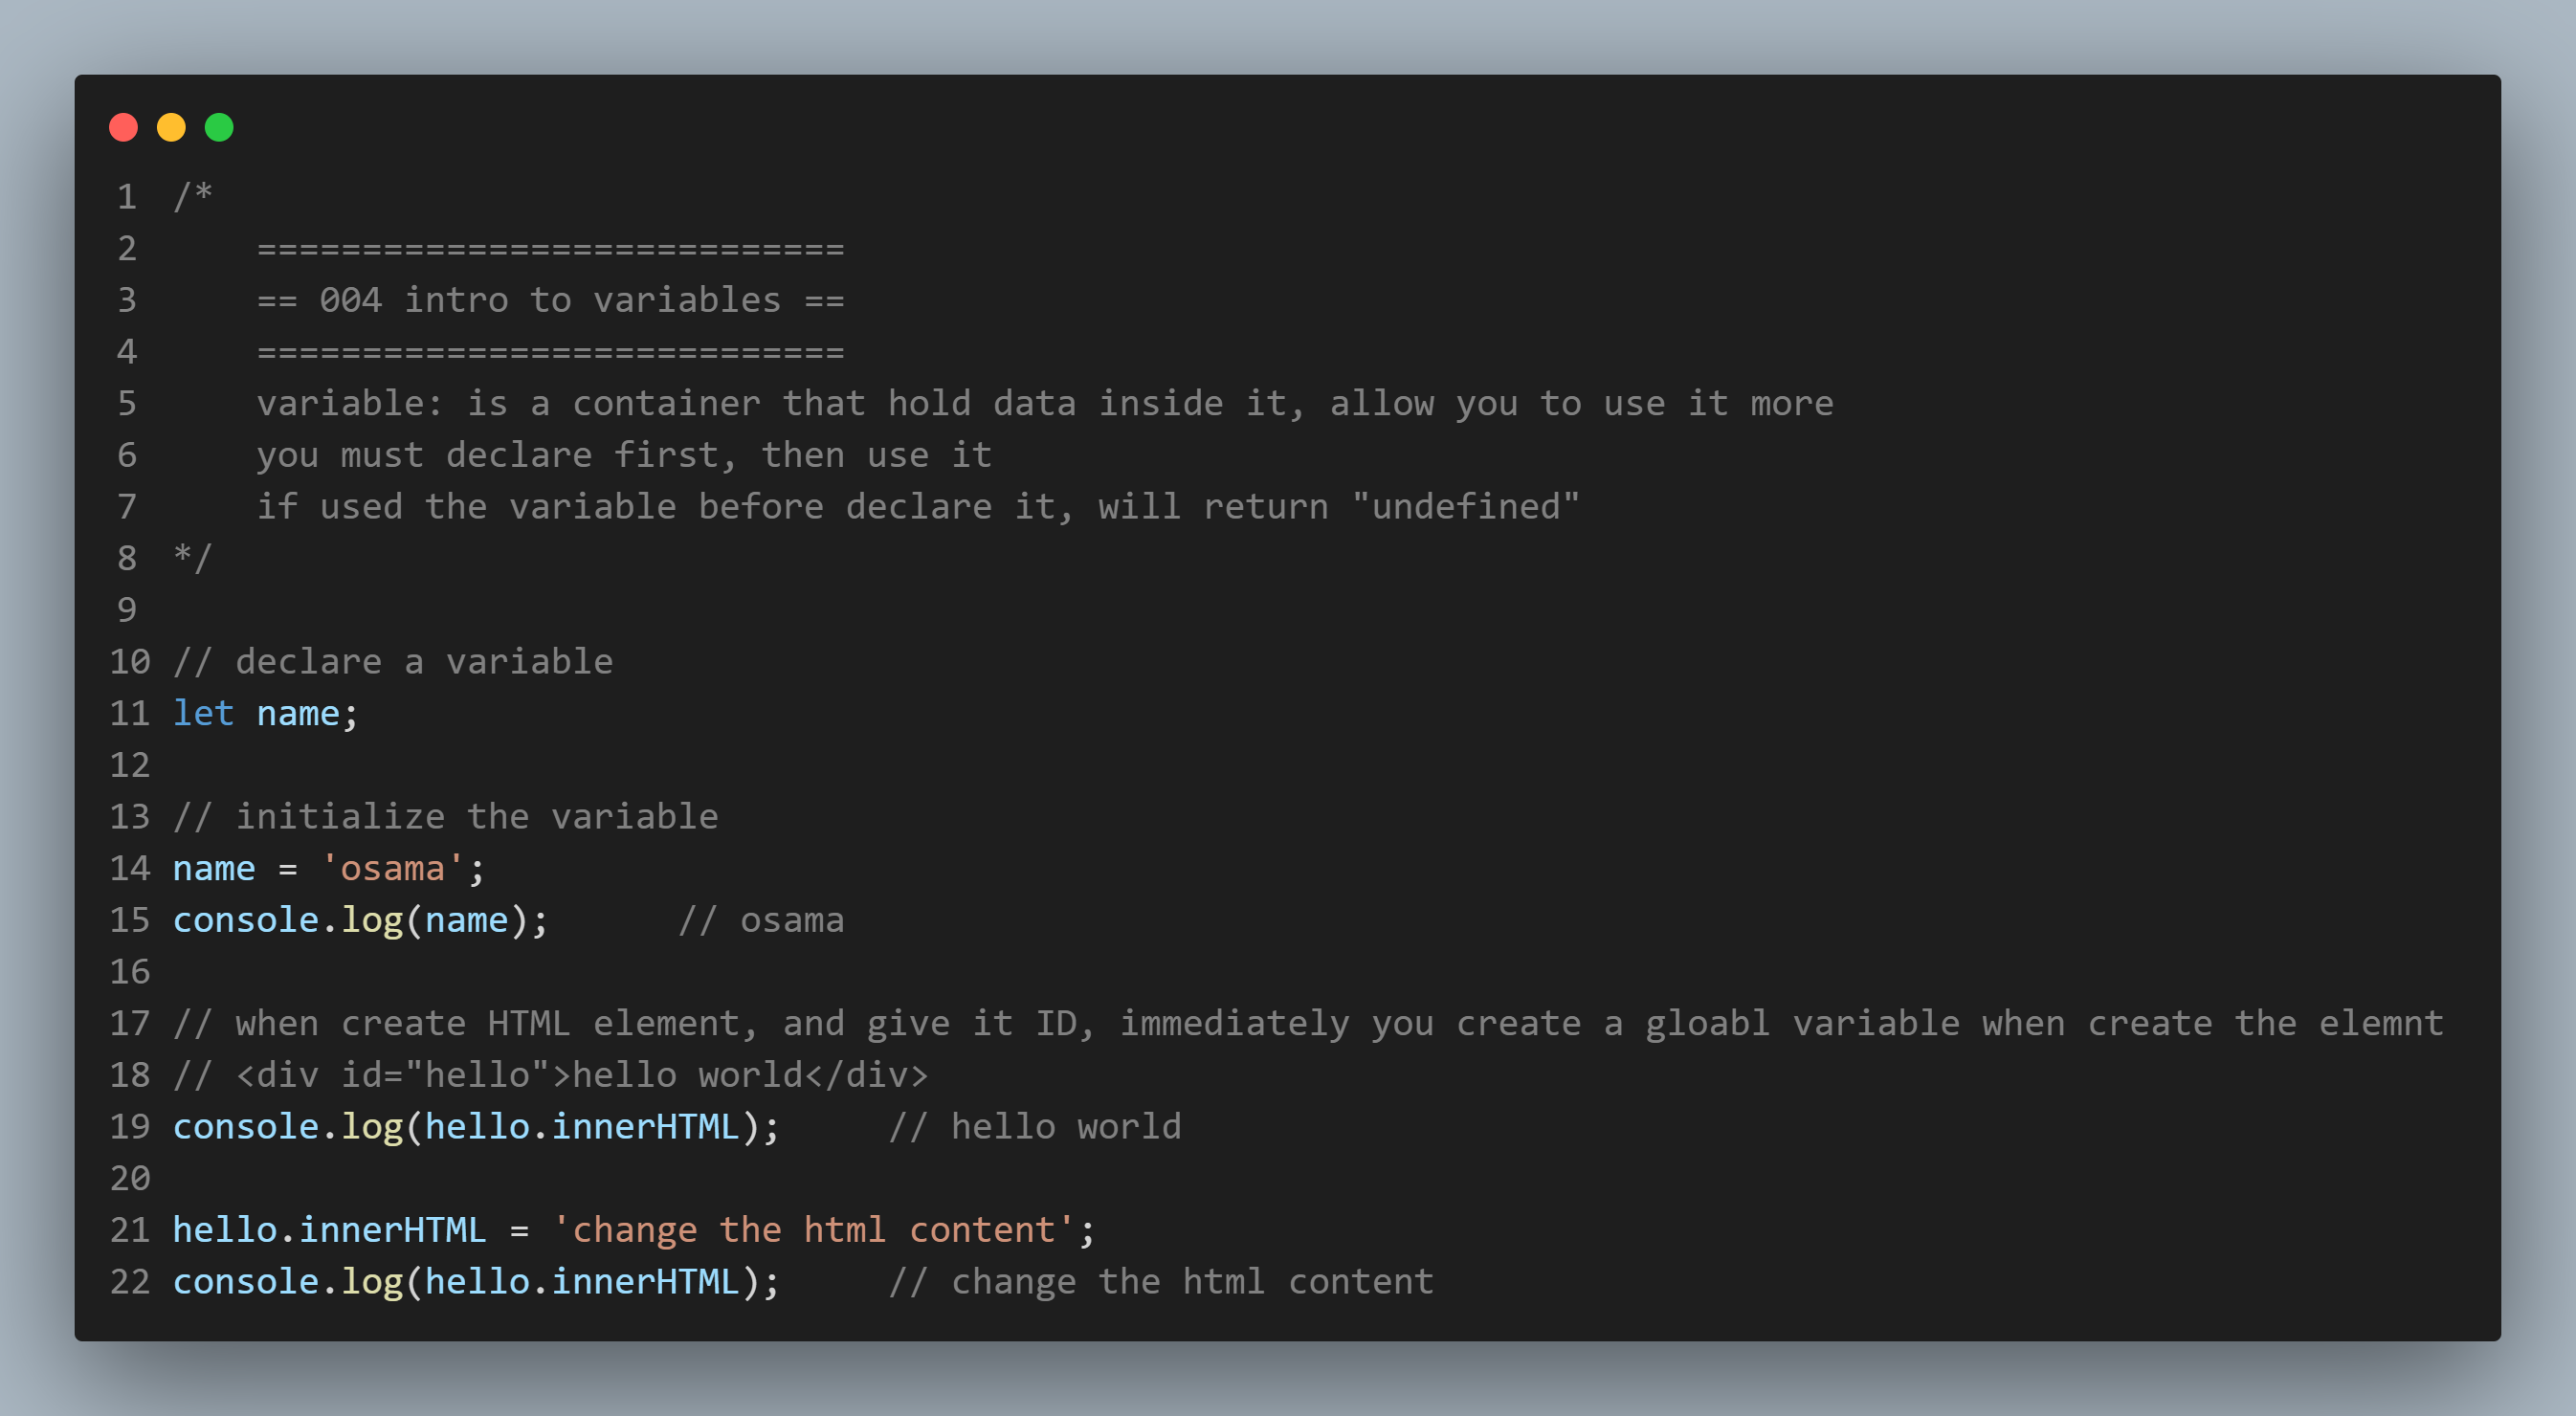 1 /*
2     ============================
3     == 004 intro to variables ==
4     ============================
5     variable: is a container that hold data inside it, allow you to use it more
6     you must declare first, then use it
7     if used the variable before declare it, will return "undefined"
8 */
9
10 // declare a variable
11 let name;
12
13 // initialize the variable
14 name = 'osama';
15 console.log(name);      // osama
16
17 // when create HTML element, and give it ID, immediately you create a gloabl variable when create the elemnt
18 // <div id="hello">hello world</div>
19 console.log(hello.innerHTML);     // hello world
20
21 hello.innerHTML = 'change the html content';
22 console.log(hello.innerHTML);     // change the html content